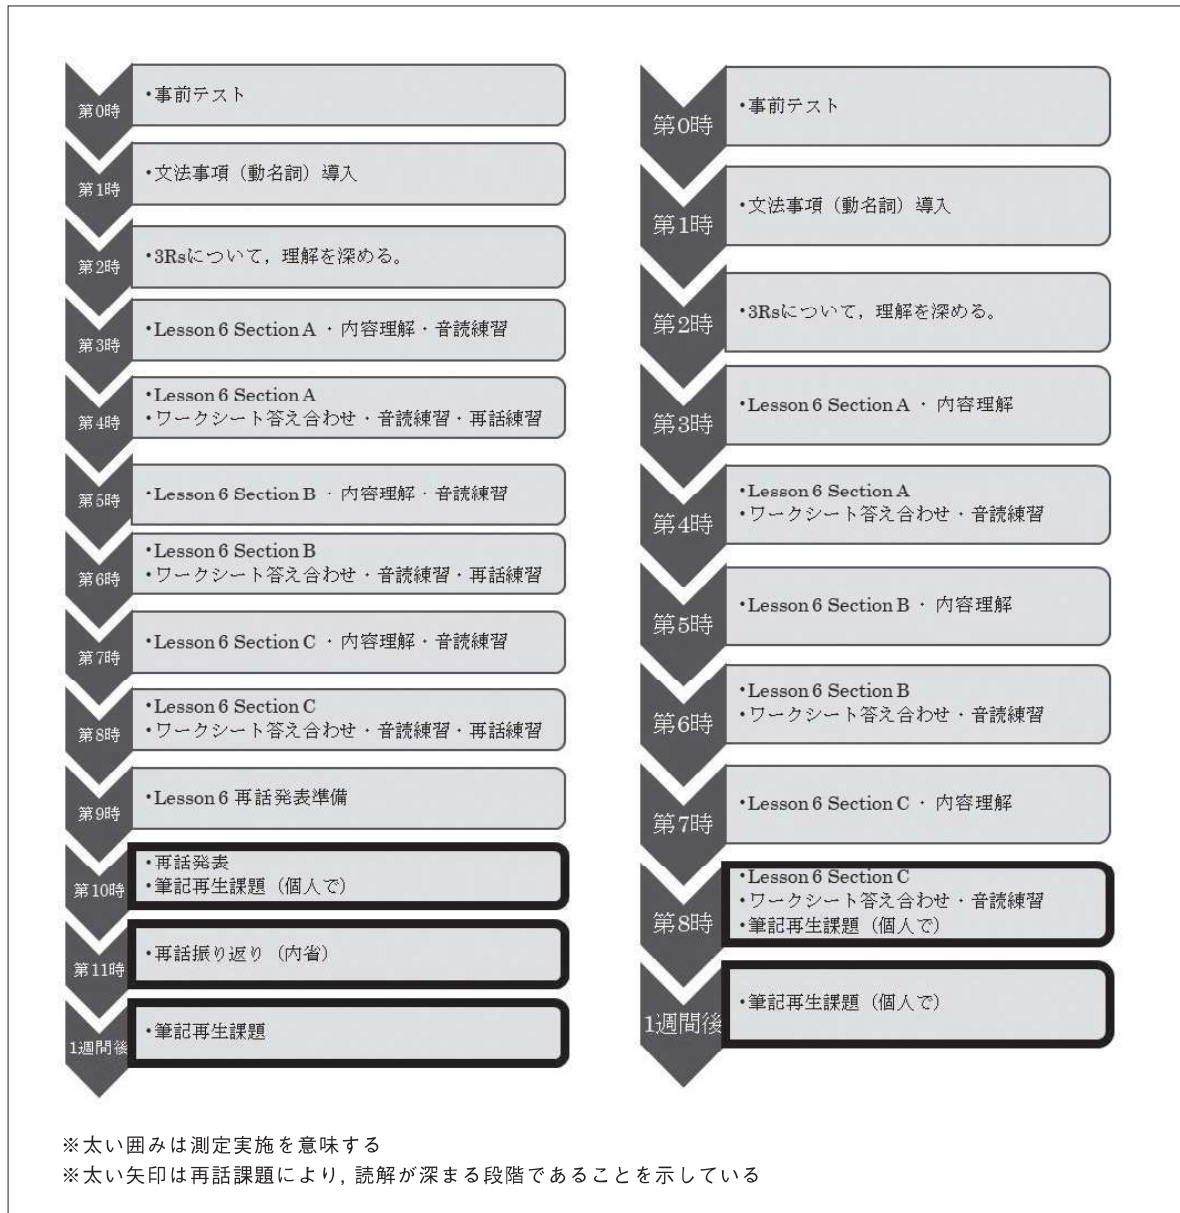 第0時
・事前テスト
第1時
・文法事項（動名詞）導入
第2時
・3Rsについて，理解を深める。
第3時
・Lesson 6 Section A ・ 内容理解・音読練習
第4時
・Lesson 6 Section A
・ワークシート答え合わせ・音読練習・再話練習
第5時
・Lesson 6 Section B ・ 内容理解・音読練習
第6時
・Lesson 6 Section B
・ワークシート答え合わせ・音読練習・再話練習
第7時
・Lesson 6 Section C ・ 内容理解・音読練習
第8時
・Lesson 6 Section C
・ワークシート答え合わせ・音読練習・再話練習
第9時
・Lesson 6 再話発表準備
第10時
・再話発表
・筆記再生課題（個人で）
第11時
・再話振り返り（内省）
1週間後
・筆記再生課題
第0時
・事前テスト
第1時
・文法事項（動名詞）導入
第2時
・3Rsについて，理解を深める。
第3時
・Lesson 6 Section A ・ 内容理解
第4時
・Lesson 6 Section A
・ワークシート答え合わせ・音読練習
第5時
・Lesson 6 Section B ・ 内容理解
第6時
・Lesson 6 Section B
・ワークシート答え合わせ・音読練習
第7時
・Lesson 6 Section C ・ 内容理解
第8時
・Lesson 6 Section C
・ワークシート答え合わせ・音読練習
・筆記再生課題（個人で）
1週間後
・筆記再生課題（個人で）
※太い囲みは測定実施を意味する
※太い矢印は再話課題により，読解が深まる段階であることを示している